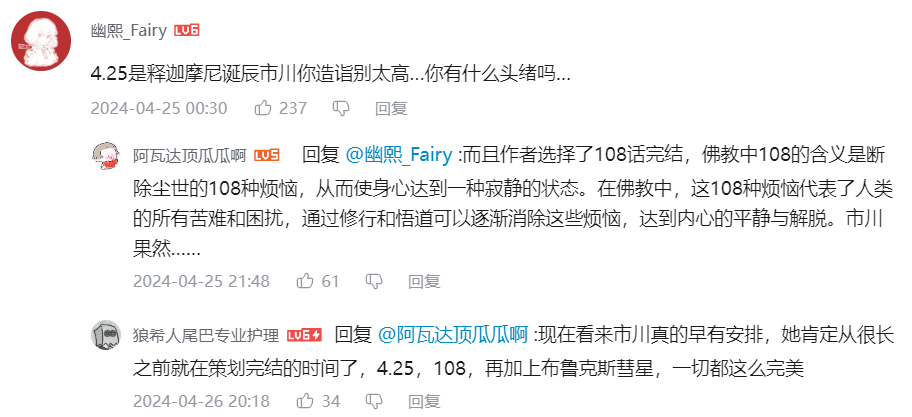 幽熙_Fairy LV6
4.25是释迦摩尼诞辰市川你造诣别太高...你有什么头绪吗...
2024-04-25 00:30 237 回复
阿瓦达顶瓜瓜啊 LV5 回复 @幽熙_Fairy :而且作者选择了108话完结，佛教中108的含义是断
除尘世的108种烦恼，从而使身心达到一种寂静的状态。在佛教中，这108种烦恼代表了人类
的所有苦难和困扰，通过修行和悟道可以逐渐消除这些烦恼，达到内心的平静与解脱。市川
果然......
2024-04-25 21:48 61 回复
狼希人尾巴专业护理 LV6 回复 @阿瓦达顶瓜瓜啊 :现在看来市川真的早有安排，她肯定从很长
之前就在策划完结的时间了，4.25，108，再加上布鲁克斯彗星，一切都这么完美
2024-04-26 20:18 34 回复